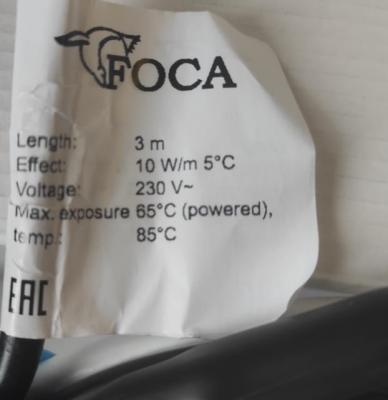 FOCA
Length: 3 m
Effect: 10 W/m 5°C
Voltage: 230 V~
Max. exposure 65°C (powered),
temp.: 85°C
EAC